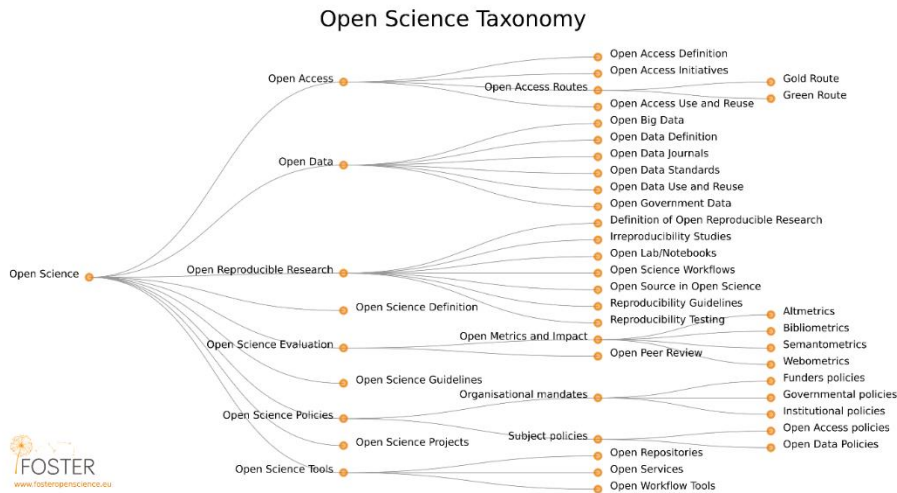 Open Science Taxonomy
Open Science
Open Access
Open Access Definition
Open Access Initiatives
Open Access Routes
Gold Route
Green Route
Open Access Use and Reuse
Open Data
Open Big Data
Open Data Definition
Open Data Journals
Open Data Standards
Open Data Use and Reuse
Open Government Data
Open Reproducible Research
Definition of Open Reproducible Research
Irreproducibility Studies
Open Lab/Notebooks
Open Science Workflows
Open Source in Open Science
Reproducibility Guidelines
Reproducibility Testing
Open Science Definition
Open Science Evaluation
Open Metrics and Impact
Altmetrics
Bibliometrics
Semantometrics
Webometrics
Open Peer Review
Open Science Guidelines
Open Science Policies
Organisational mandates
Funders policies
Governmental policies
Institutional policies
Subject policies
Open Access policies
Open Data Policies
Open Science Projects
Open Science Tools
Open Repositories
Open Services
Open Workflow Tools
FOSTER
www.fosteropenscience.eu